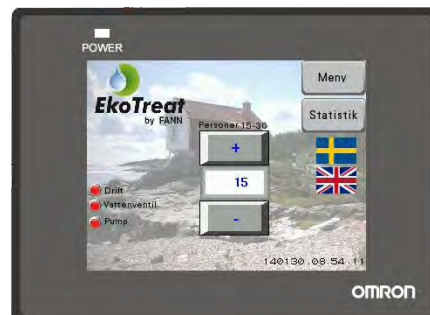 POWER
EkoTreat
by FANN
Meny
Statistik
Personer 15-30
+
15
-
Drift
Vattenventil
Pump
140130 .08.54 .11
OMRON